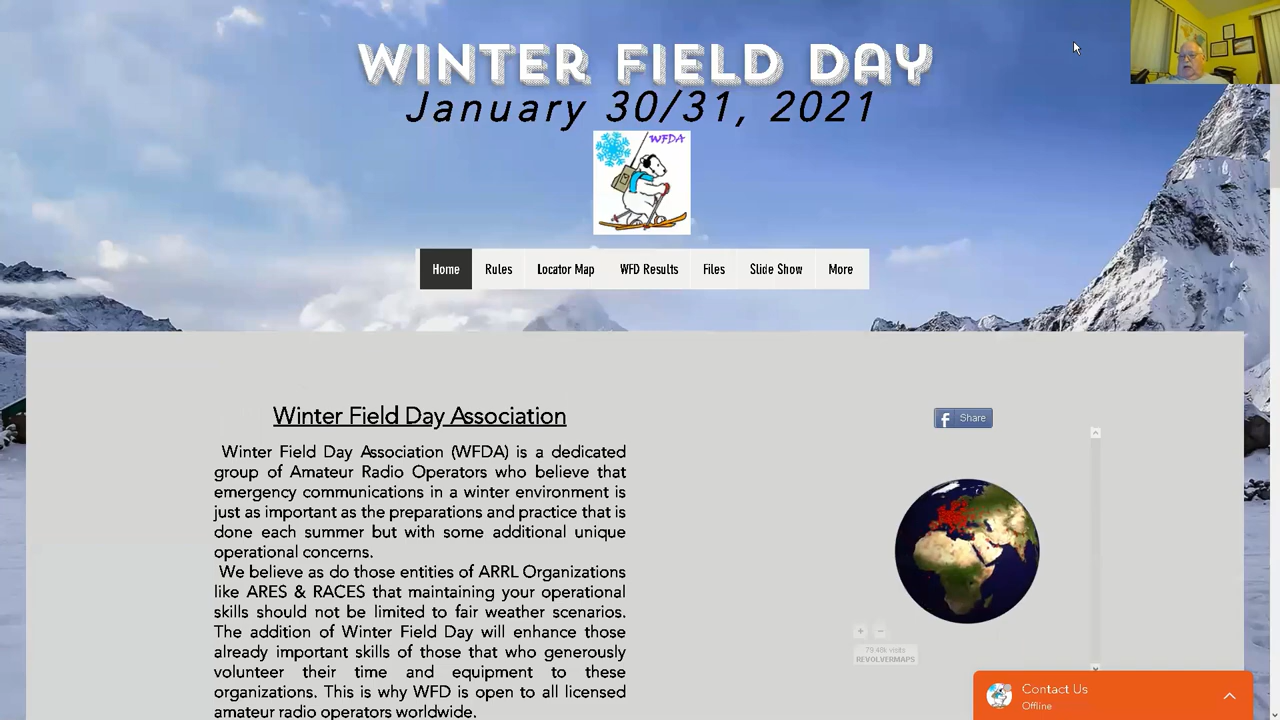 WINTER FIELD DAY
January 30/31, 2021
WFDA
Home Rules Locator Map WFD Results Files Slide Show More
Winter Field Day Association
Share
Winter Field Day Association (WFDA) is a dedicated
group of Amateur Radio Operators who believe that
emergency communications in a winter environment is
just as important as the preparations and practice that is
done each summer but with some additional unique
operational concerns.
We believe as do those entities of ARRL Organizations
like ARES & RACES that maintaining your operational
skills should not be limited to fair weather scenarios.
The addition of Winter Field Day will enhance those
already important skills of those that who generously
volunteer their time and equipment to these
organizations. This is why WFD is open to all licensed
amateur radio operators worldwide.
+ −
79.48k visits
REVOLVERMAPS
Contact Us
Offline